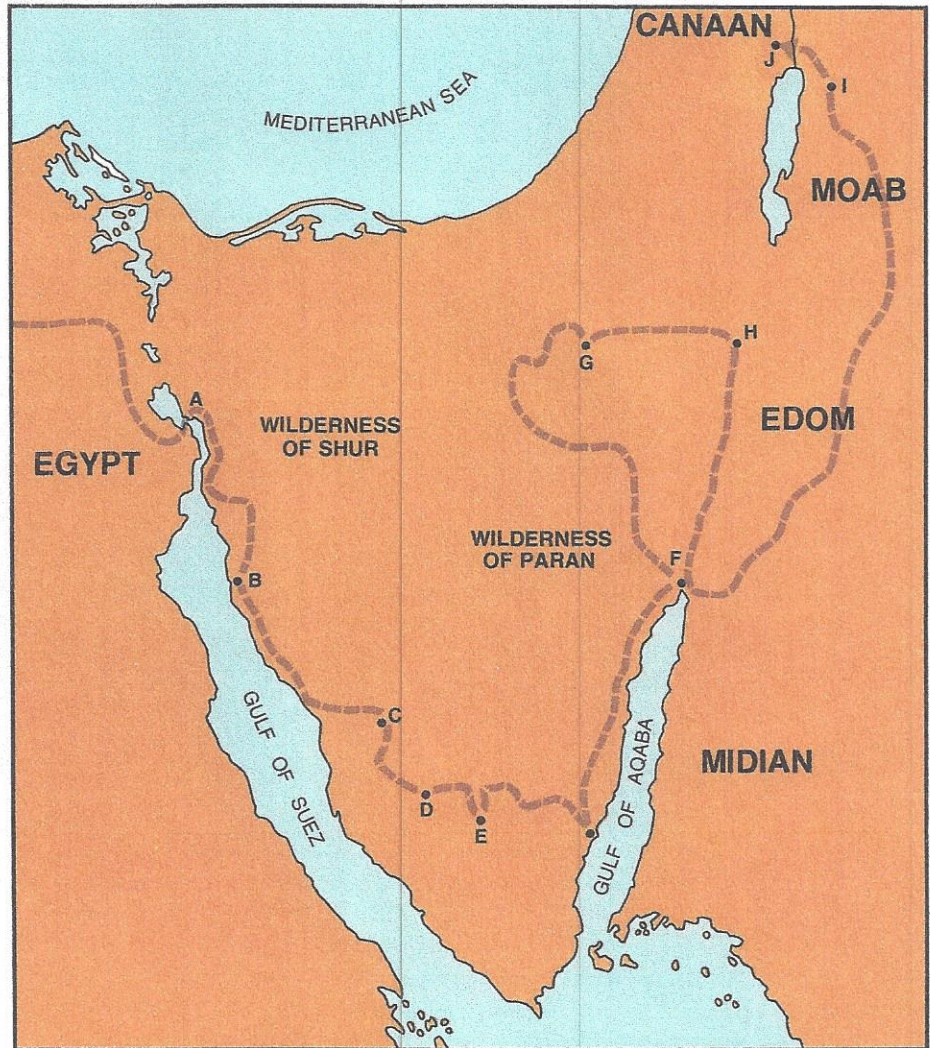 CANAAN
J
I
MEDITERRANEAN SEA
MOAB
G
H
A
WILDERNESS
OF SHUR
EDOM
EGYPT
WILDERNESS
OF PARAN
F
B
C
GULF OF SUEZ
D
E
GULF OF AQABA
MIDIAN